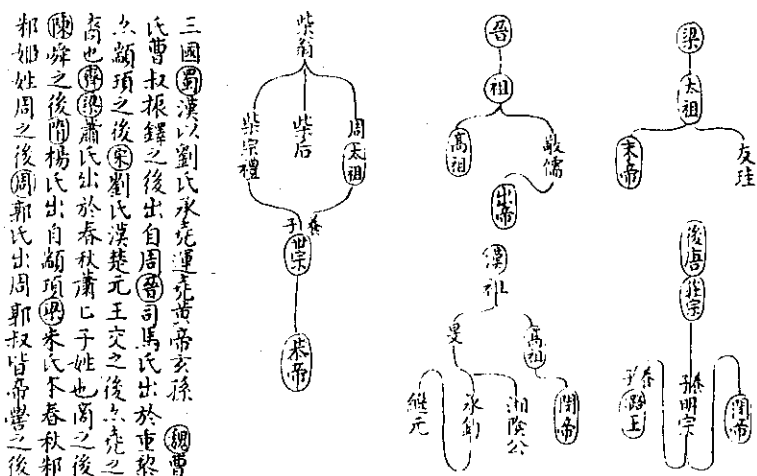 梁
太祖
友珪
末帝
後唐
莊宗
閔帝
養子明宗
養子潞王
晉
祖
敬儒
高祖
出帝
漢
祖
高祖
旻
湘陰公
承鈞
繼元
柴翁
周太祖
柴后
柴宗禮
養子
世宗
恭帝
三國蜀漢以劉氏承堯運堯黃帝玄孫　魏曹
氏曹叔振鐸之後出自周晉司馬氏出於重黎
亦顓頊之後宋劉氏漢楚元王交之後亦堯之
裔也齊梁蕭氏出於春秋蕭亡子姓也商之後
陳舜之後隋楊氏出自顓頊梁朱氏本春秋邾
邾姬姓周之後周郭氏出周郭叔皆帝嚳之後